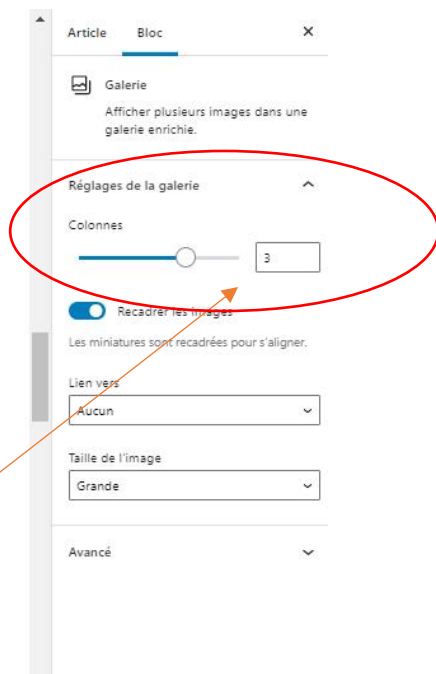 Article Bloc
Galerie
Afficher plusieurs images dans une
galerie enrichie.
Réglages de la galerie
Colonnes
3
Recadrer les images
Les miniatures sont recadrées pour s'aligner.
Lien vers
Aucun
Taille de l'image
Grande
Avancé